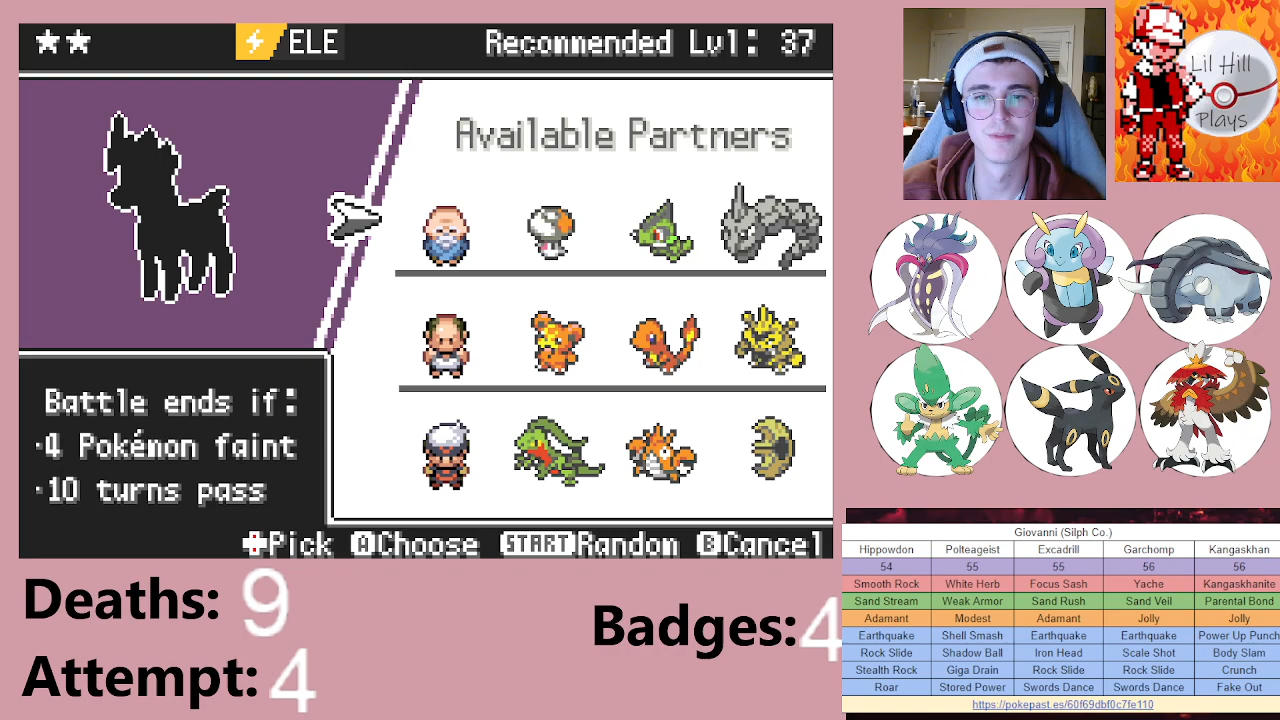 ★★ ELE Recommended Lvl: 37
Available Partners
Battle ends if:
·4 Pokémon faint
·10 turns pass
Pick A Choose START Random B Cancel
Lil Hill
Plays
Deaths: 9
Attempt: 4
Badges: 4
Giovanni (Silph Co.)
Hippowdon Polteageist Excadrill Garchomp Kangaskhan
54 55 55 56 56
Smooth Rock White Herb Focus Sash Yache Kangaskhanite
Sand Stream Weak Armor Sand Rush Sand Veil Parental Bond
Adamant Modest Adamant Jolly Jolly
Earthquake Shell Smash Earthquake Earthquake Power Up Punch
Rock Slide Shadow Ball Iron Head Scale Shot Body Slam
Stealth Rock Giga Drain Rock Slide Rock Slide Crunch
Roar Stored Power Swords Dance Swords Dance Fake Out
https://pokepast.es/60f69dbf0c7fe110